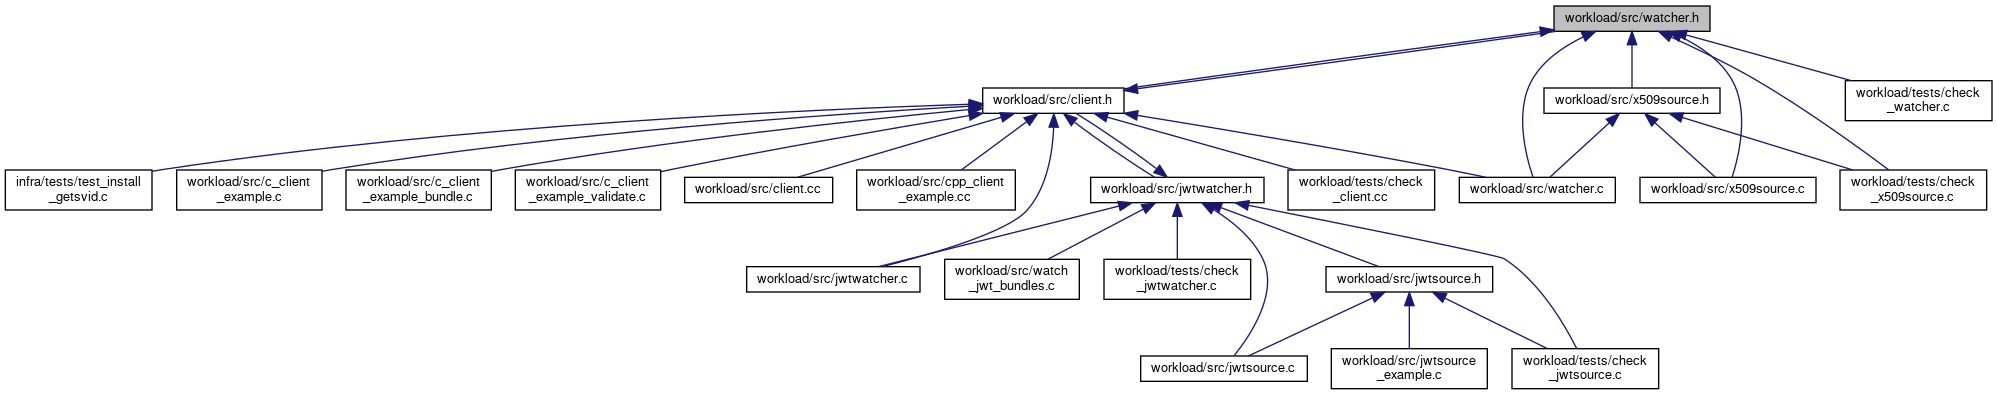 workload/src/watcher.h
workload/src/client.h
workload/src/x509source.h
workload/tests/check
_watcher.c
infra/tests/test_install
_getsvid.c
workload/src/c_client
_example.c
workload/src/c_client
_example_bundle.c
workload/src/c_client
_example_validate.c
workload/src/client.cc
workload/src/cpp_client
_example.cc
workload/src/jwtwatcher.h
workload/tests/check
_client.cc
workload/src/watcher.c
workload/src/x509source.c
workload/tests/check
_x509source.c
workload/src/jwtwatcher.c
workload/src/watch
_jwt_bundles.c
workload/tests/check
_jwtwatcher.c
workload/src/jwtsource.h
workload/src/jwtsource.c
workload/src/jwtsource
_example.c
workload/tests/check
_jwtsource.c